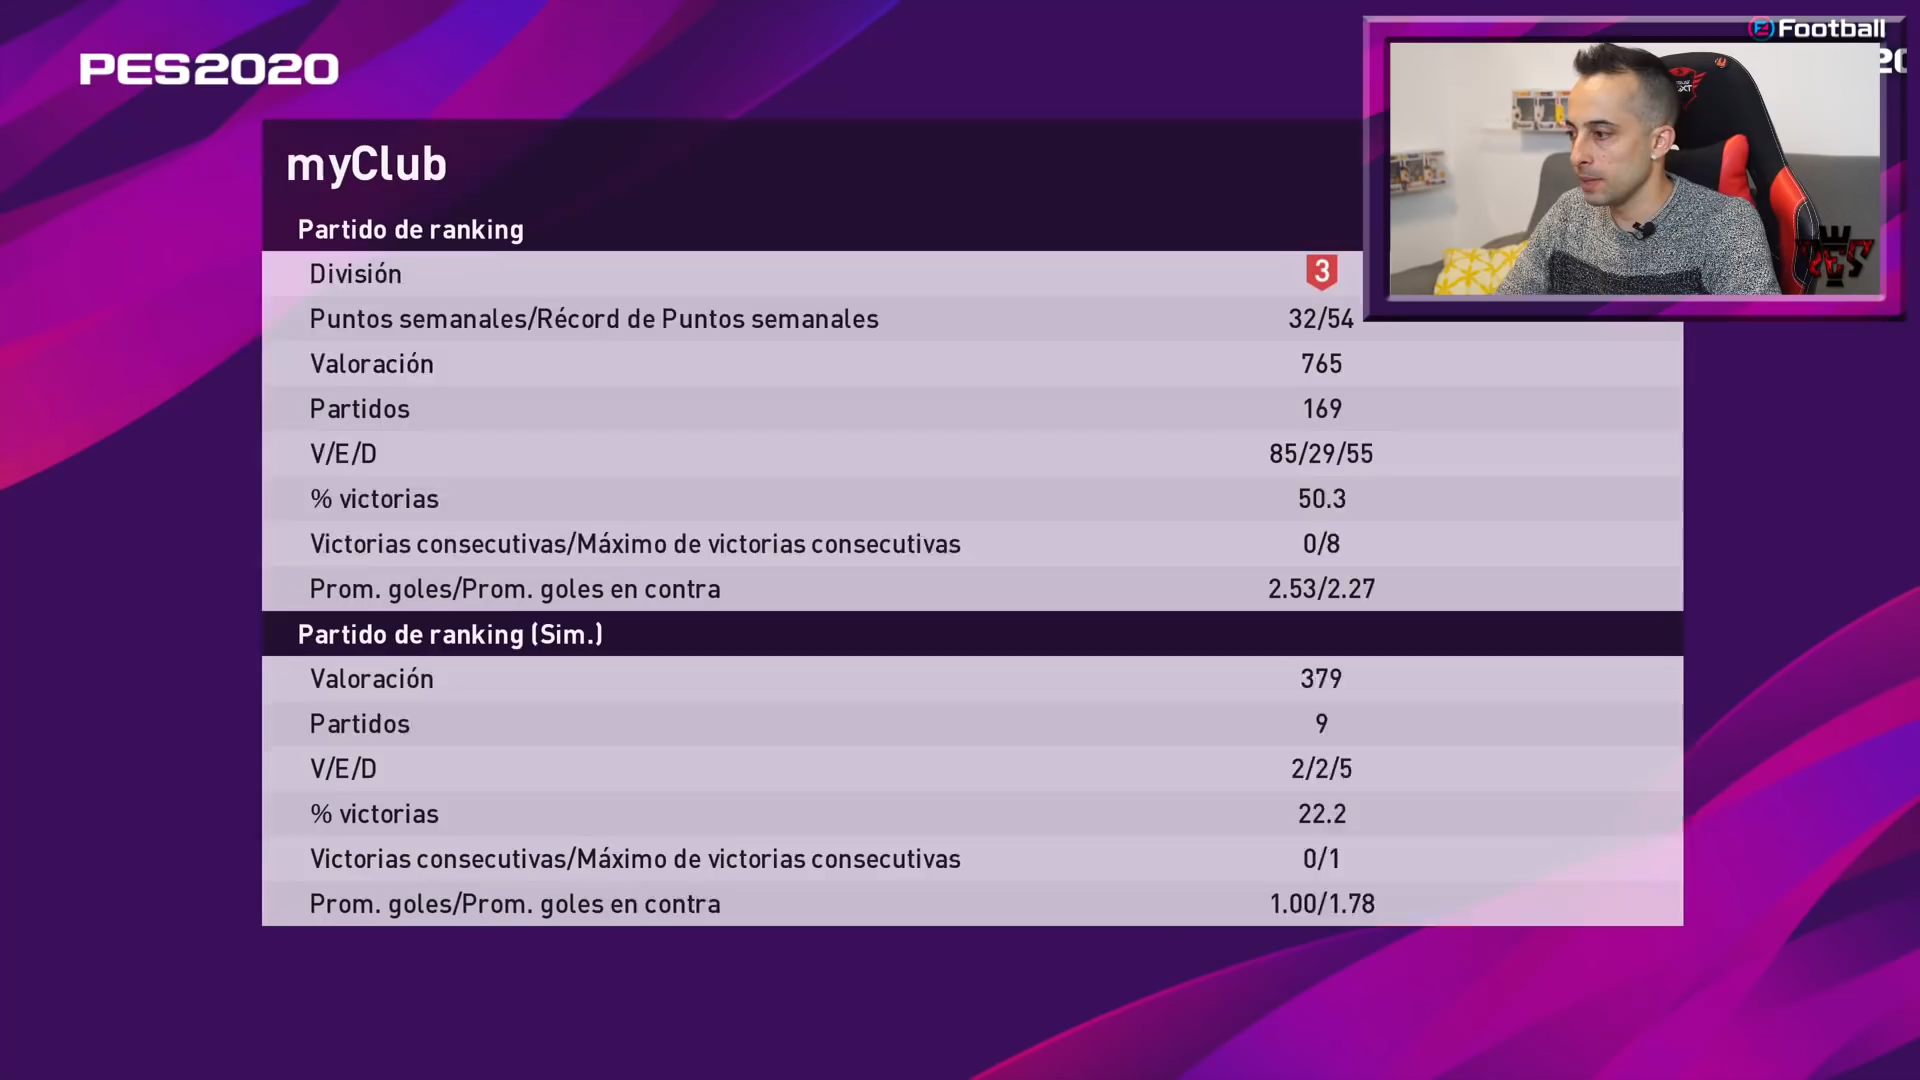 PES2020
Football
myClub
Partido de ranking
División 3
Puntos semanales/Récord de Puntos semanales 32/54
Valoración 765
Partidos 169
V/E/D 85/29/55
% victorias 50.3
Victorias consecutivas/Máximo de victorias consecutivas 0/8
Prom. goles/Prom. goles en contra 2.53/2.27
Partido de ranking (Sim.)
Valoración 379
Partidos 9
V/E/D 2/2/5
% victorias 22.2
Victorias consecutivas/Máximo de victorias consecutivas 0/1
Prom. goles/Prom. goles en contra 1.00/1.78
PES